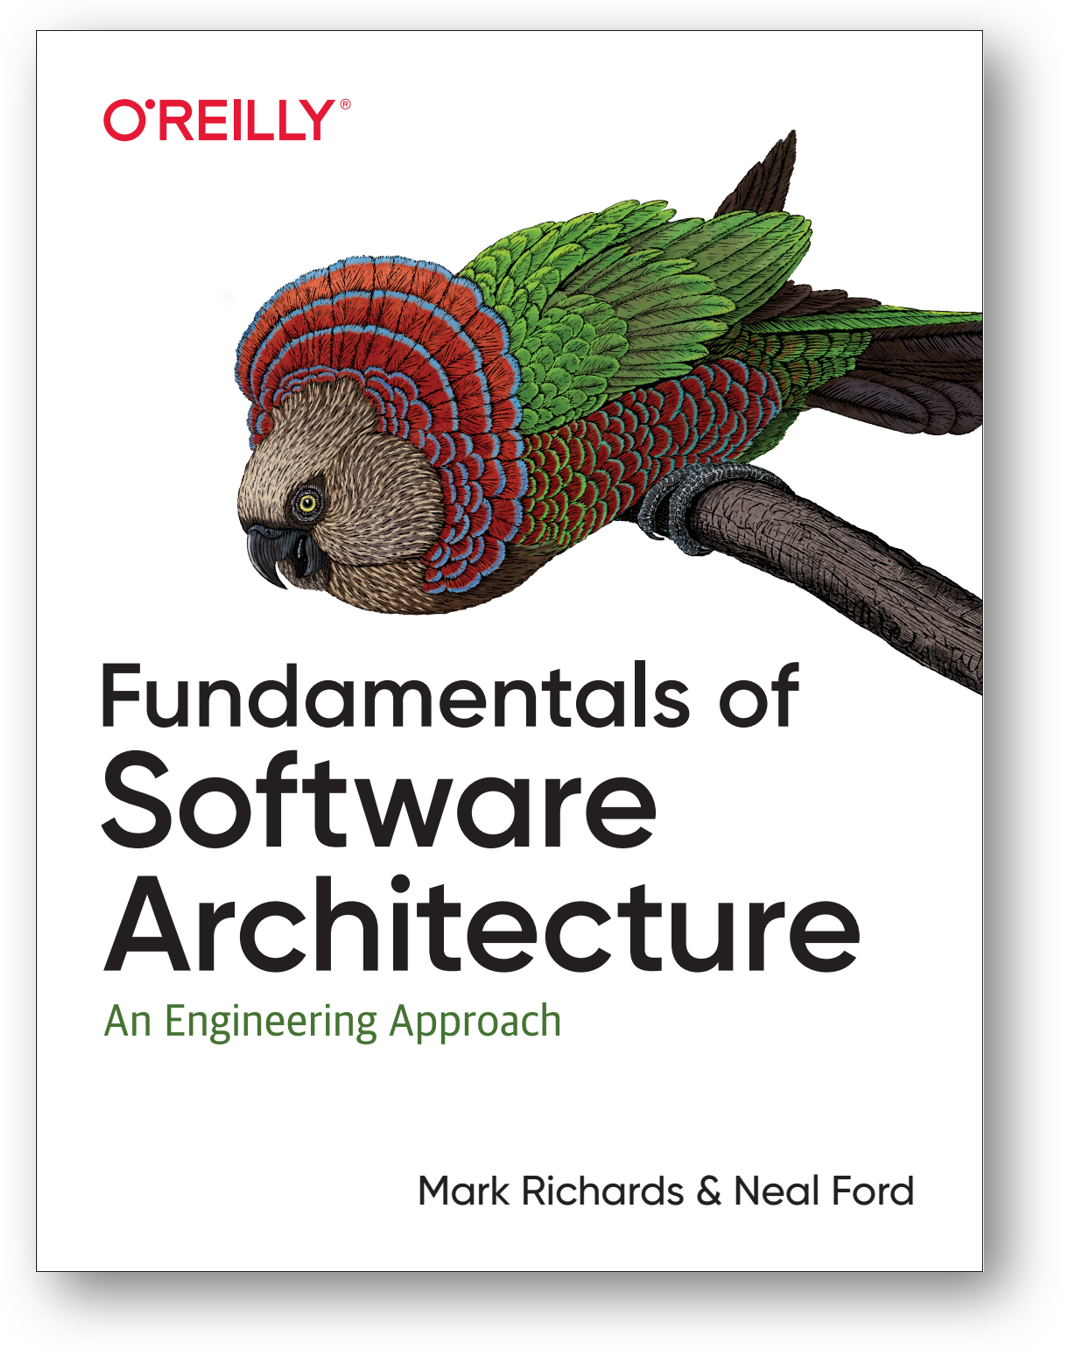 O'REILLY®
Fundamentals of
Software
Architecture
An Engineering Approach
Mark Richards & Neal Ford